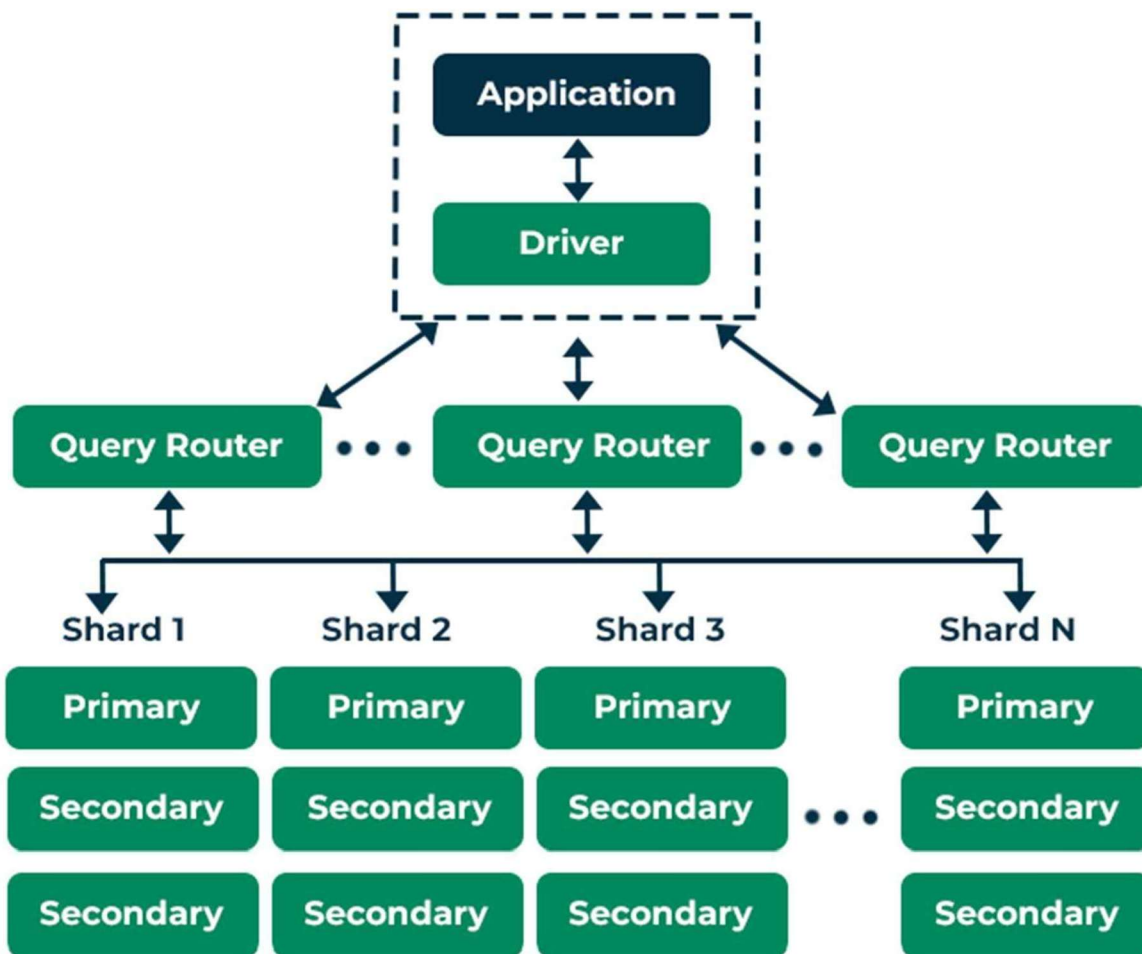 Application
Driver
Query Router Query Router Query Router
Shard 1 Shard 2 Shard 3 Shard N
Primary Primary Primary Primary
Secondary Secondary Secondary Secondary
Secondary Secondary Secondary Secondary